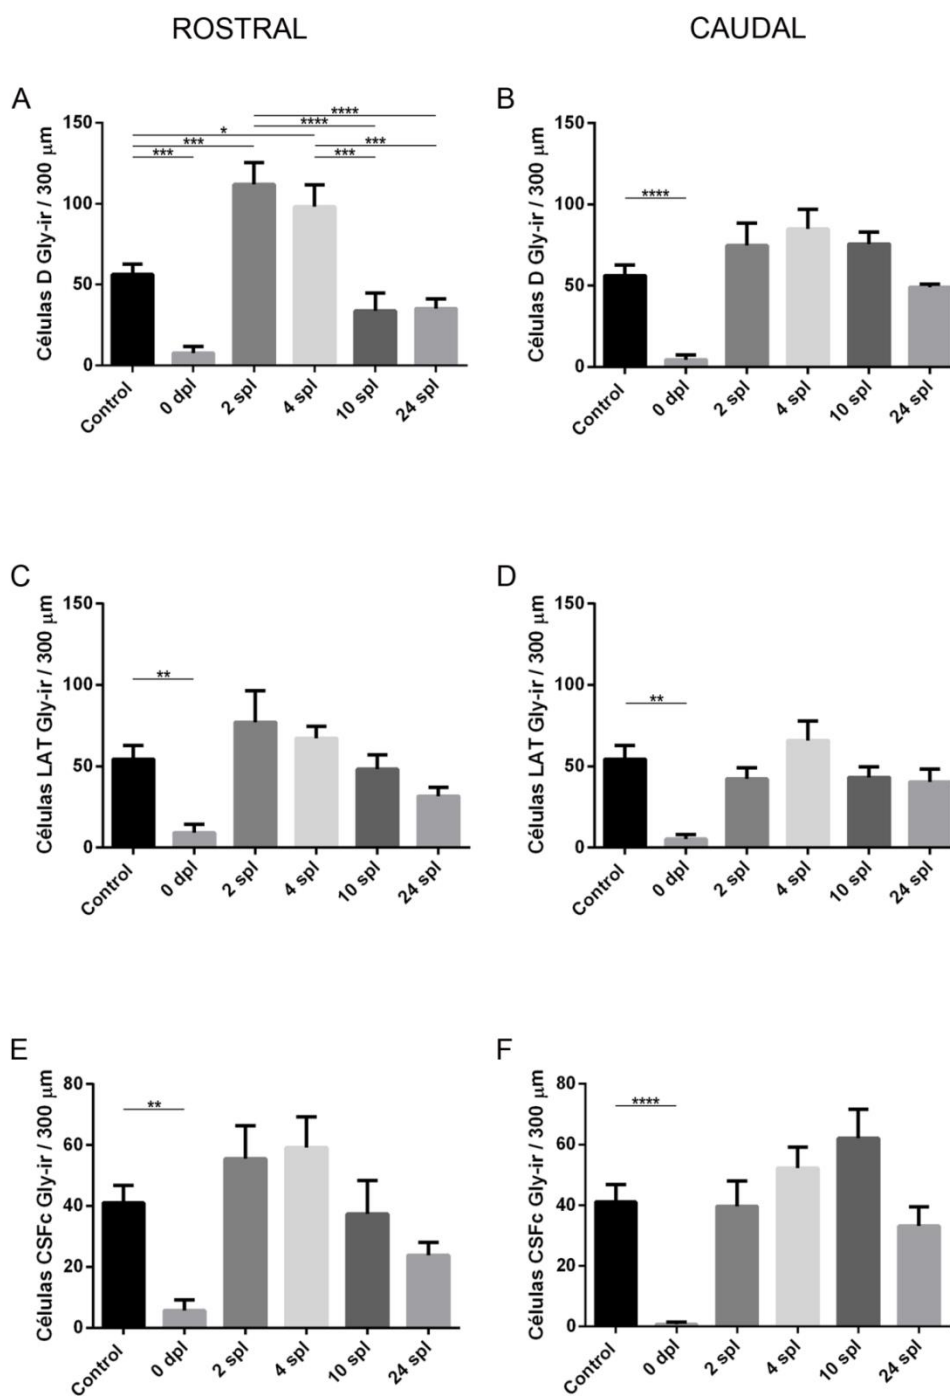 ROSTRAL
CAUDAL
A
Células D Gly-ir / 300 μm
150
100
50
0
****
****
*
***
***
***
***
Control
0 dpl
2 spl
4 spl
10 spl
24 spl
B
Células D Gly-ir / 300 μm
150
100
50
0
****
Control
0 dpl
2 spl
4 spl
10 spl
24 spl
C
Células LAT Gly-ir / 300 μm
150
100
50
0
**
Control
0 dpl
2 spl
4 spl
10 spl
24 spl
D
Células LAT Gly-ir / 300 μm
150
100
50
0
**
Control
0 dpl
2 spl
4 spl
10 spl
24 spl
E
Células CSFc Gly-ir / 300 μm
80
60
40
20
0
**
Control
0 dpl
2 spl
4 spl
10 spl
24 spl
F
Células CSFc Gly-ir / 300 μm
80
60
40
20
0
****
Control
0 dpl
2 spl
4 spl
10 spl
24 spl